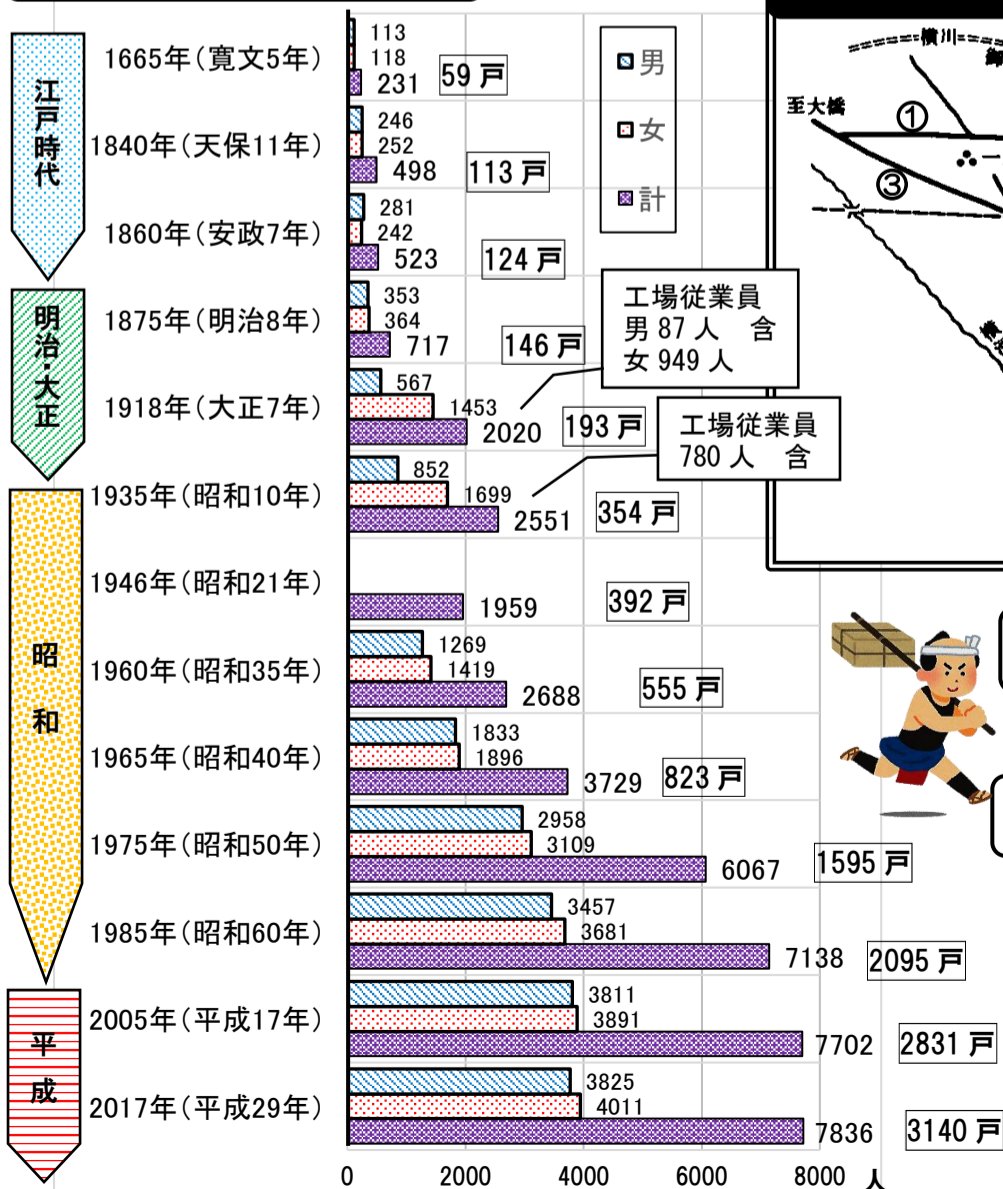 江戸時代
明治・大正
昭和
平成
1665年(寛文5年)
113
118
231
59戸
1840年(天保11年)
246
252
498
113戸
1860年(安政7年)
281
242
523
124戸
1875年(明治8年)
353
364
717
146戸
1918年(大正7年)
567
1453
2020
193戸
1935年(昭和10年)
852
1699
2551
354戸
1946年(昭和21年)
1959
392戸
1960年(昭和35年)
1269
1419
2688
555戸
1965年(昭和40年)
1833
1896
3729
823戸
1975年(昭和50年)
2958
3109
6067
1595戸
1985年(昭和60年)
3457
3681
7138
2095戸
2005年(平成17年)
3811
3891
7702
2831戸
2017年(平成29年)
3825
4011
7836
3140戸
0 2000 4000 6000 8000 人
男
女
計
工場従業員
男87人 含
女949人
工場従業員
780人 含
横川
至大橋
①
③